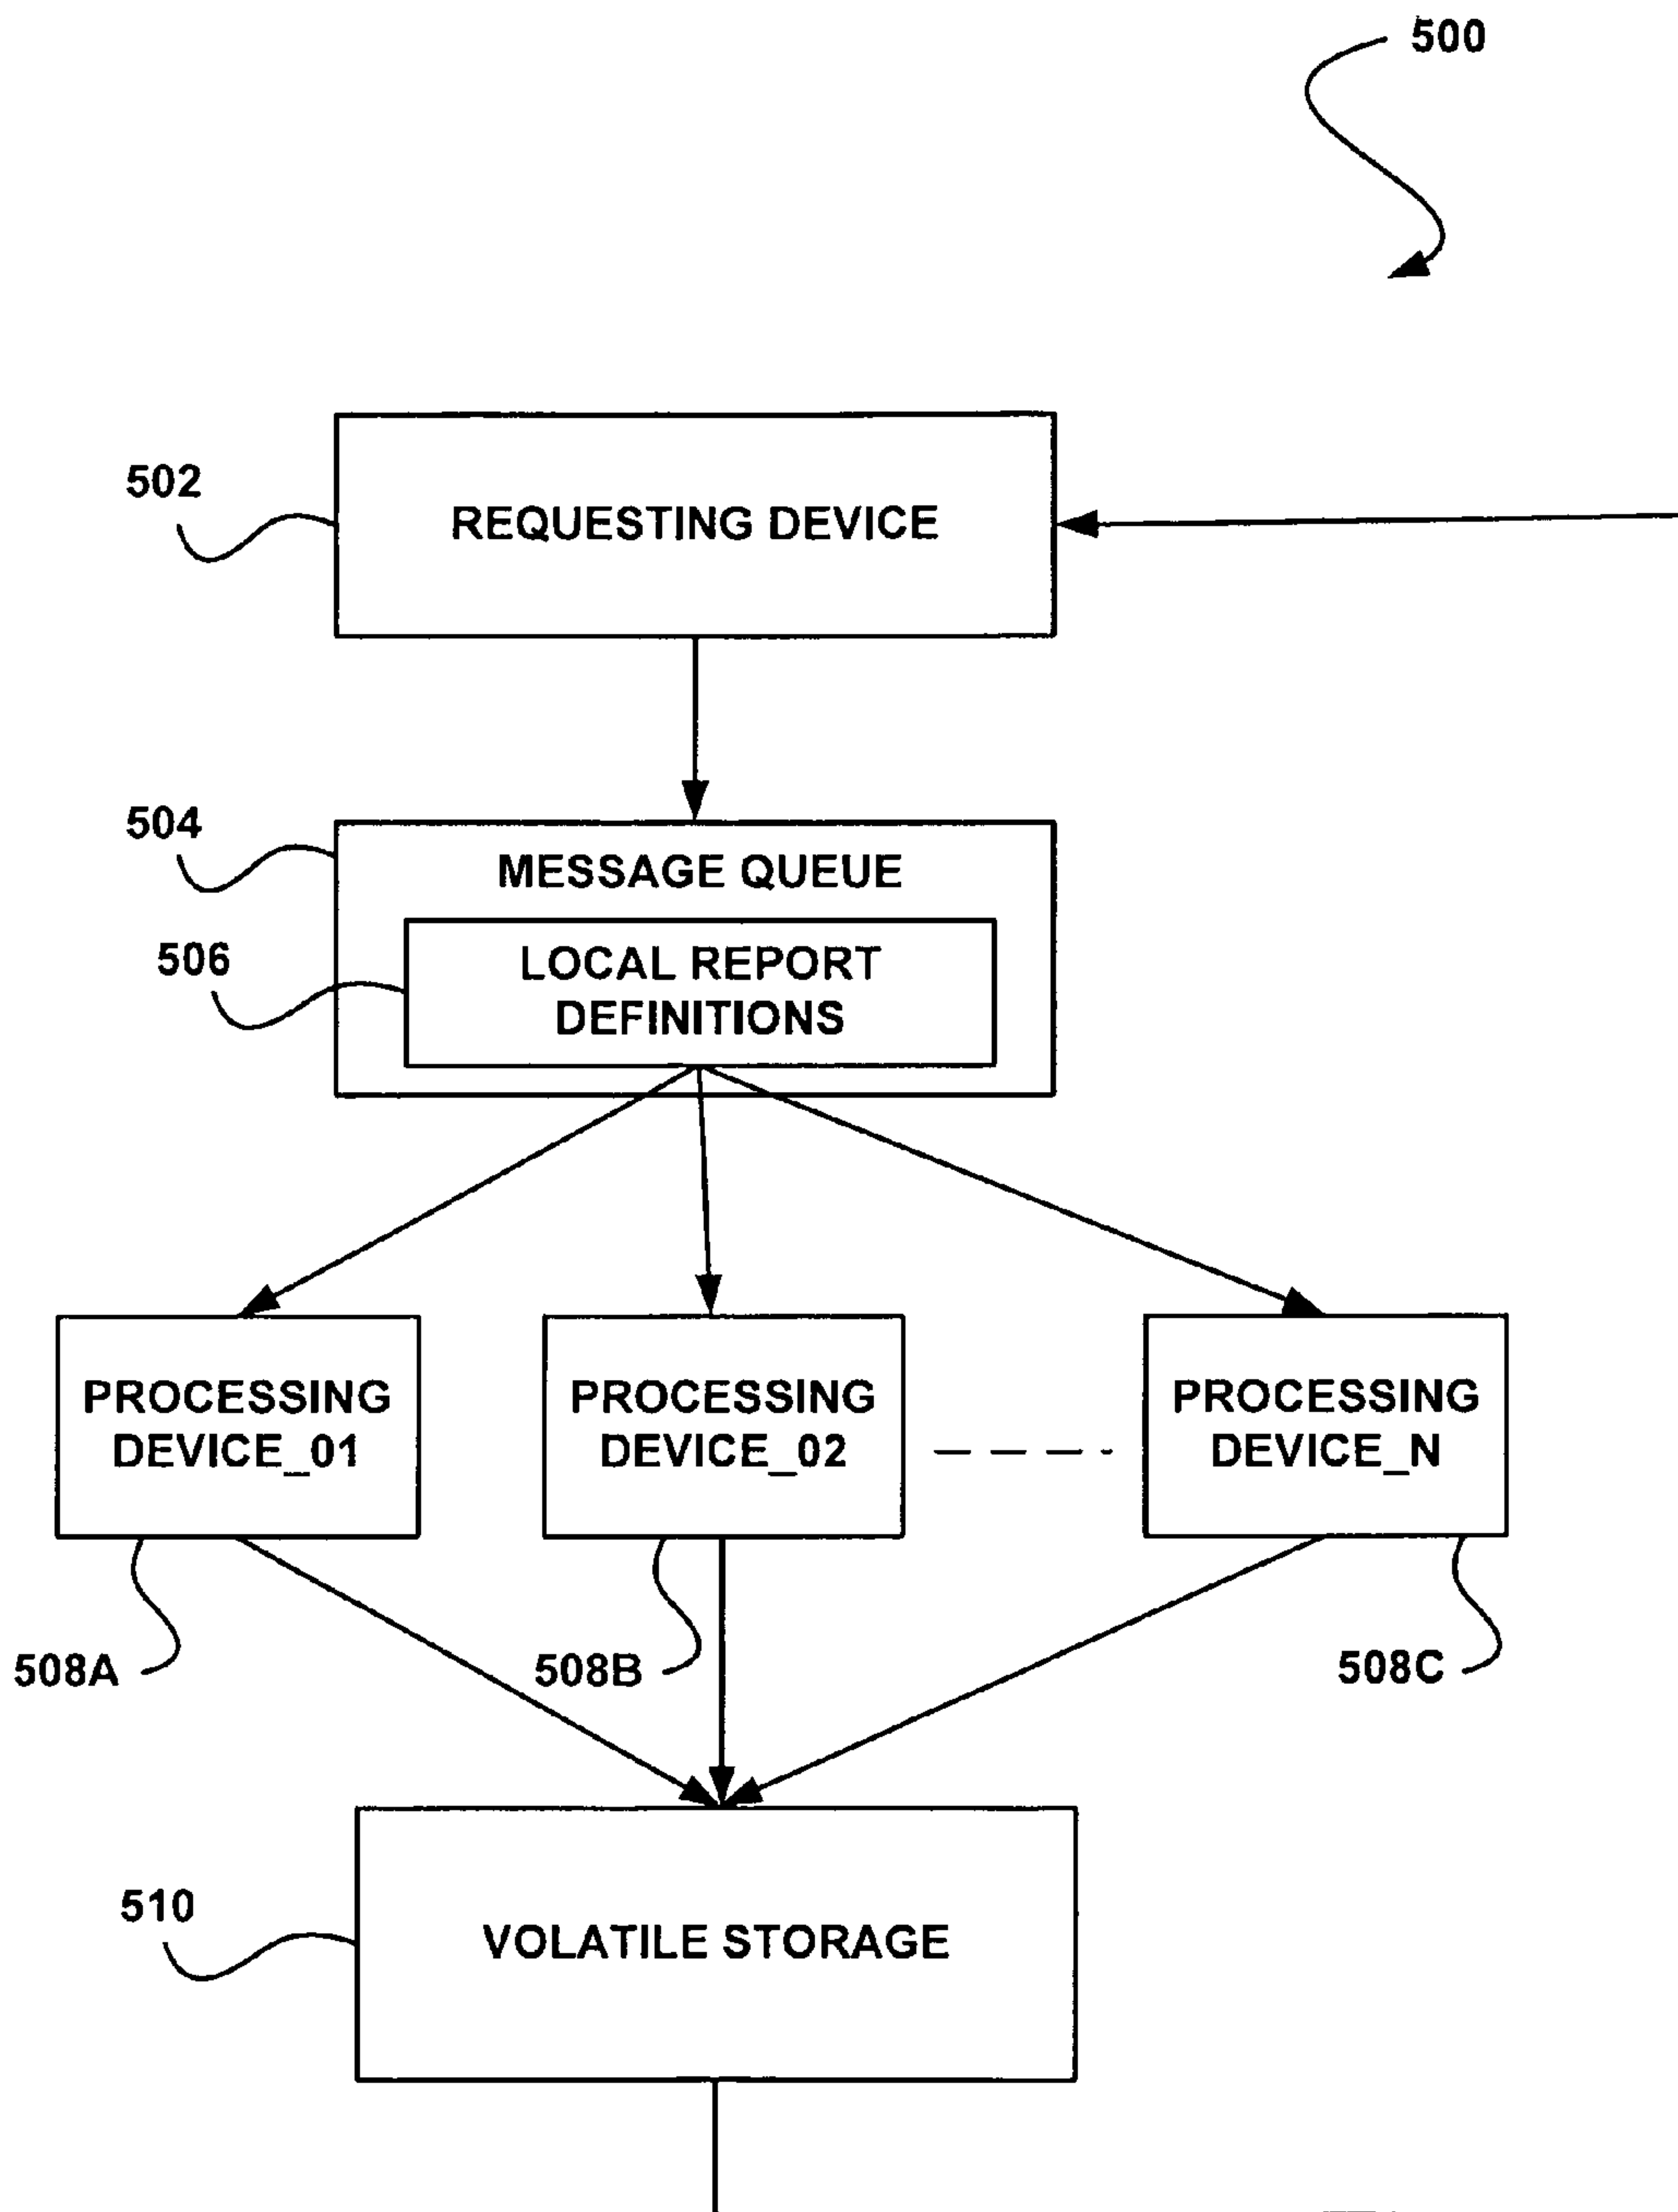 500
502
REQUESTING DEVICE
504
MESSAGE QUEUE
506
LOCAL REPORT
DEFINITIONS
PROCESSING
DEVICE_01
PROCESSING
DEVICE_02
PROCESSING
DEVICE_N
508A
508B
508C
510
VOLATILE STORAGE